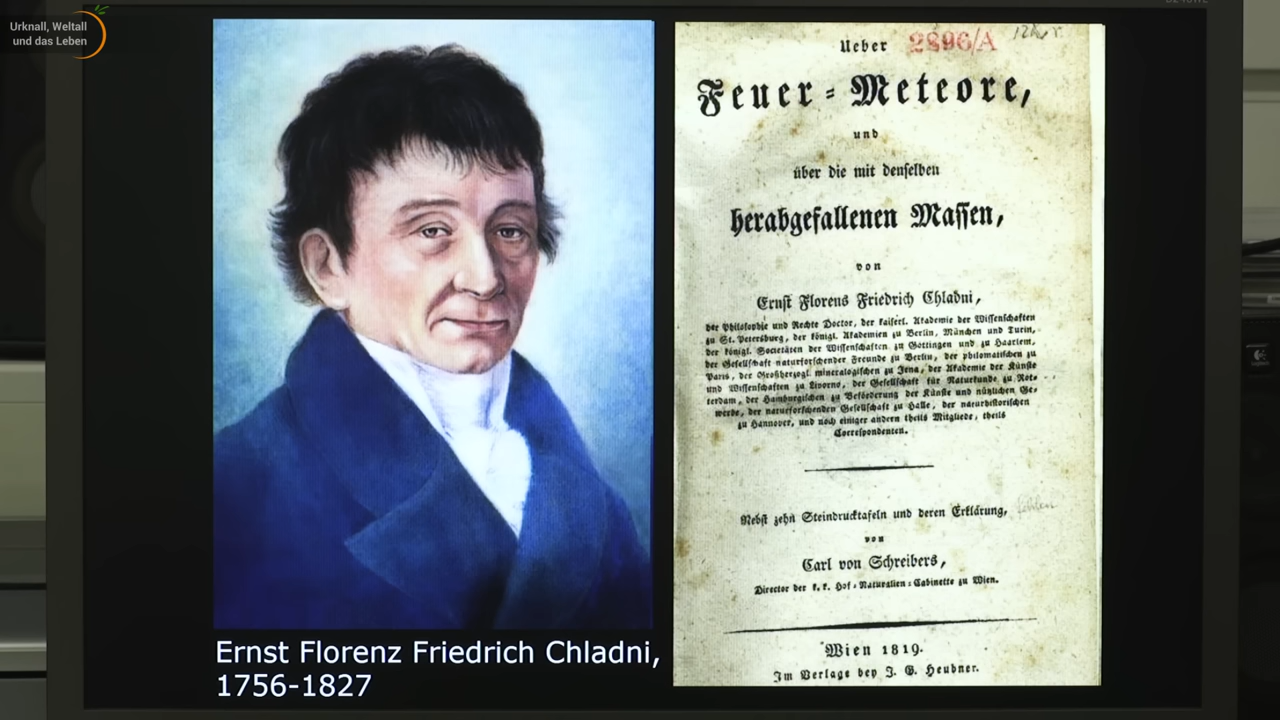 Urknall, Weltall
und das Leben
Ueber 2896/A
Feuer-Meteore,
und
über die mit denselben
herabgefallenen Massen,
von
Ernst Florens Friedrich Chladni,
der Philosophie und Rechte Doctor, der kaiserl. Akademie der Wissenschaften
zu St. Petersburg, der königl. Akademien zu Berlin, München und Turin,
der königl. Societäten der Wissenschaften zu Göttingen und zu Haarlem,
der Gesellschaft naturforschender Freunde zu Berlin, der philomatischen zu
Paris, der Großherzogl. mineralogischen zu Jena, der Akademie der Künste
und Wissenschaften zu Livorno, der Gesellschaft für Naturkunde zu Rot-
terdam, der Hamburgischen zu Beförderung der Künste und nützlichen Ge-
werbe, der naturforschenden Gesellschaft zu Halle, der naturhistorischen
zu Hannover, und noch einiger andern theils Mitgliede, theils
Correspondenten.
Nebst zehn Steindrucktafeln und deren Erklärung,
von
Carl von Schreibers,
Director der k. k. Hof-Naturalien-Cabinette zu Wien.
Wien 1819.
Im Verlage bey J. G. Heubner.
Ernst Florenz Friedrich Chladni,
1756-1827